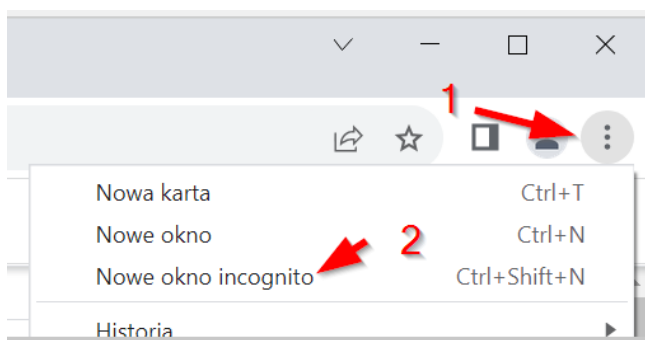 1
Nowa karta Ctrl+T
Nowe okno Ctrl+N
2
Nowe okno incognito Ctrl+Shift+N
Historia